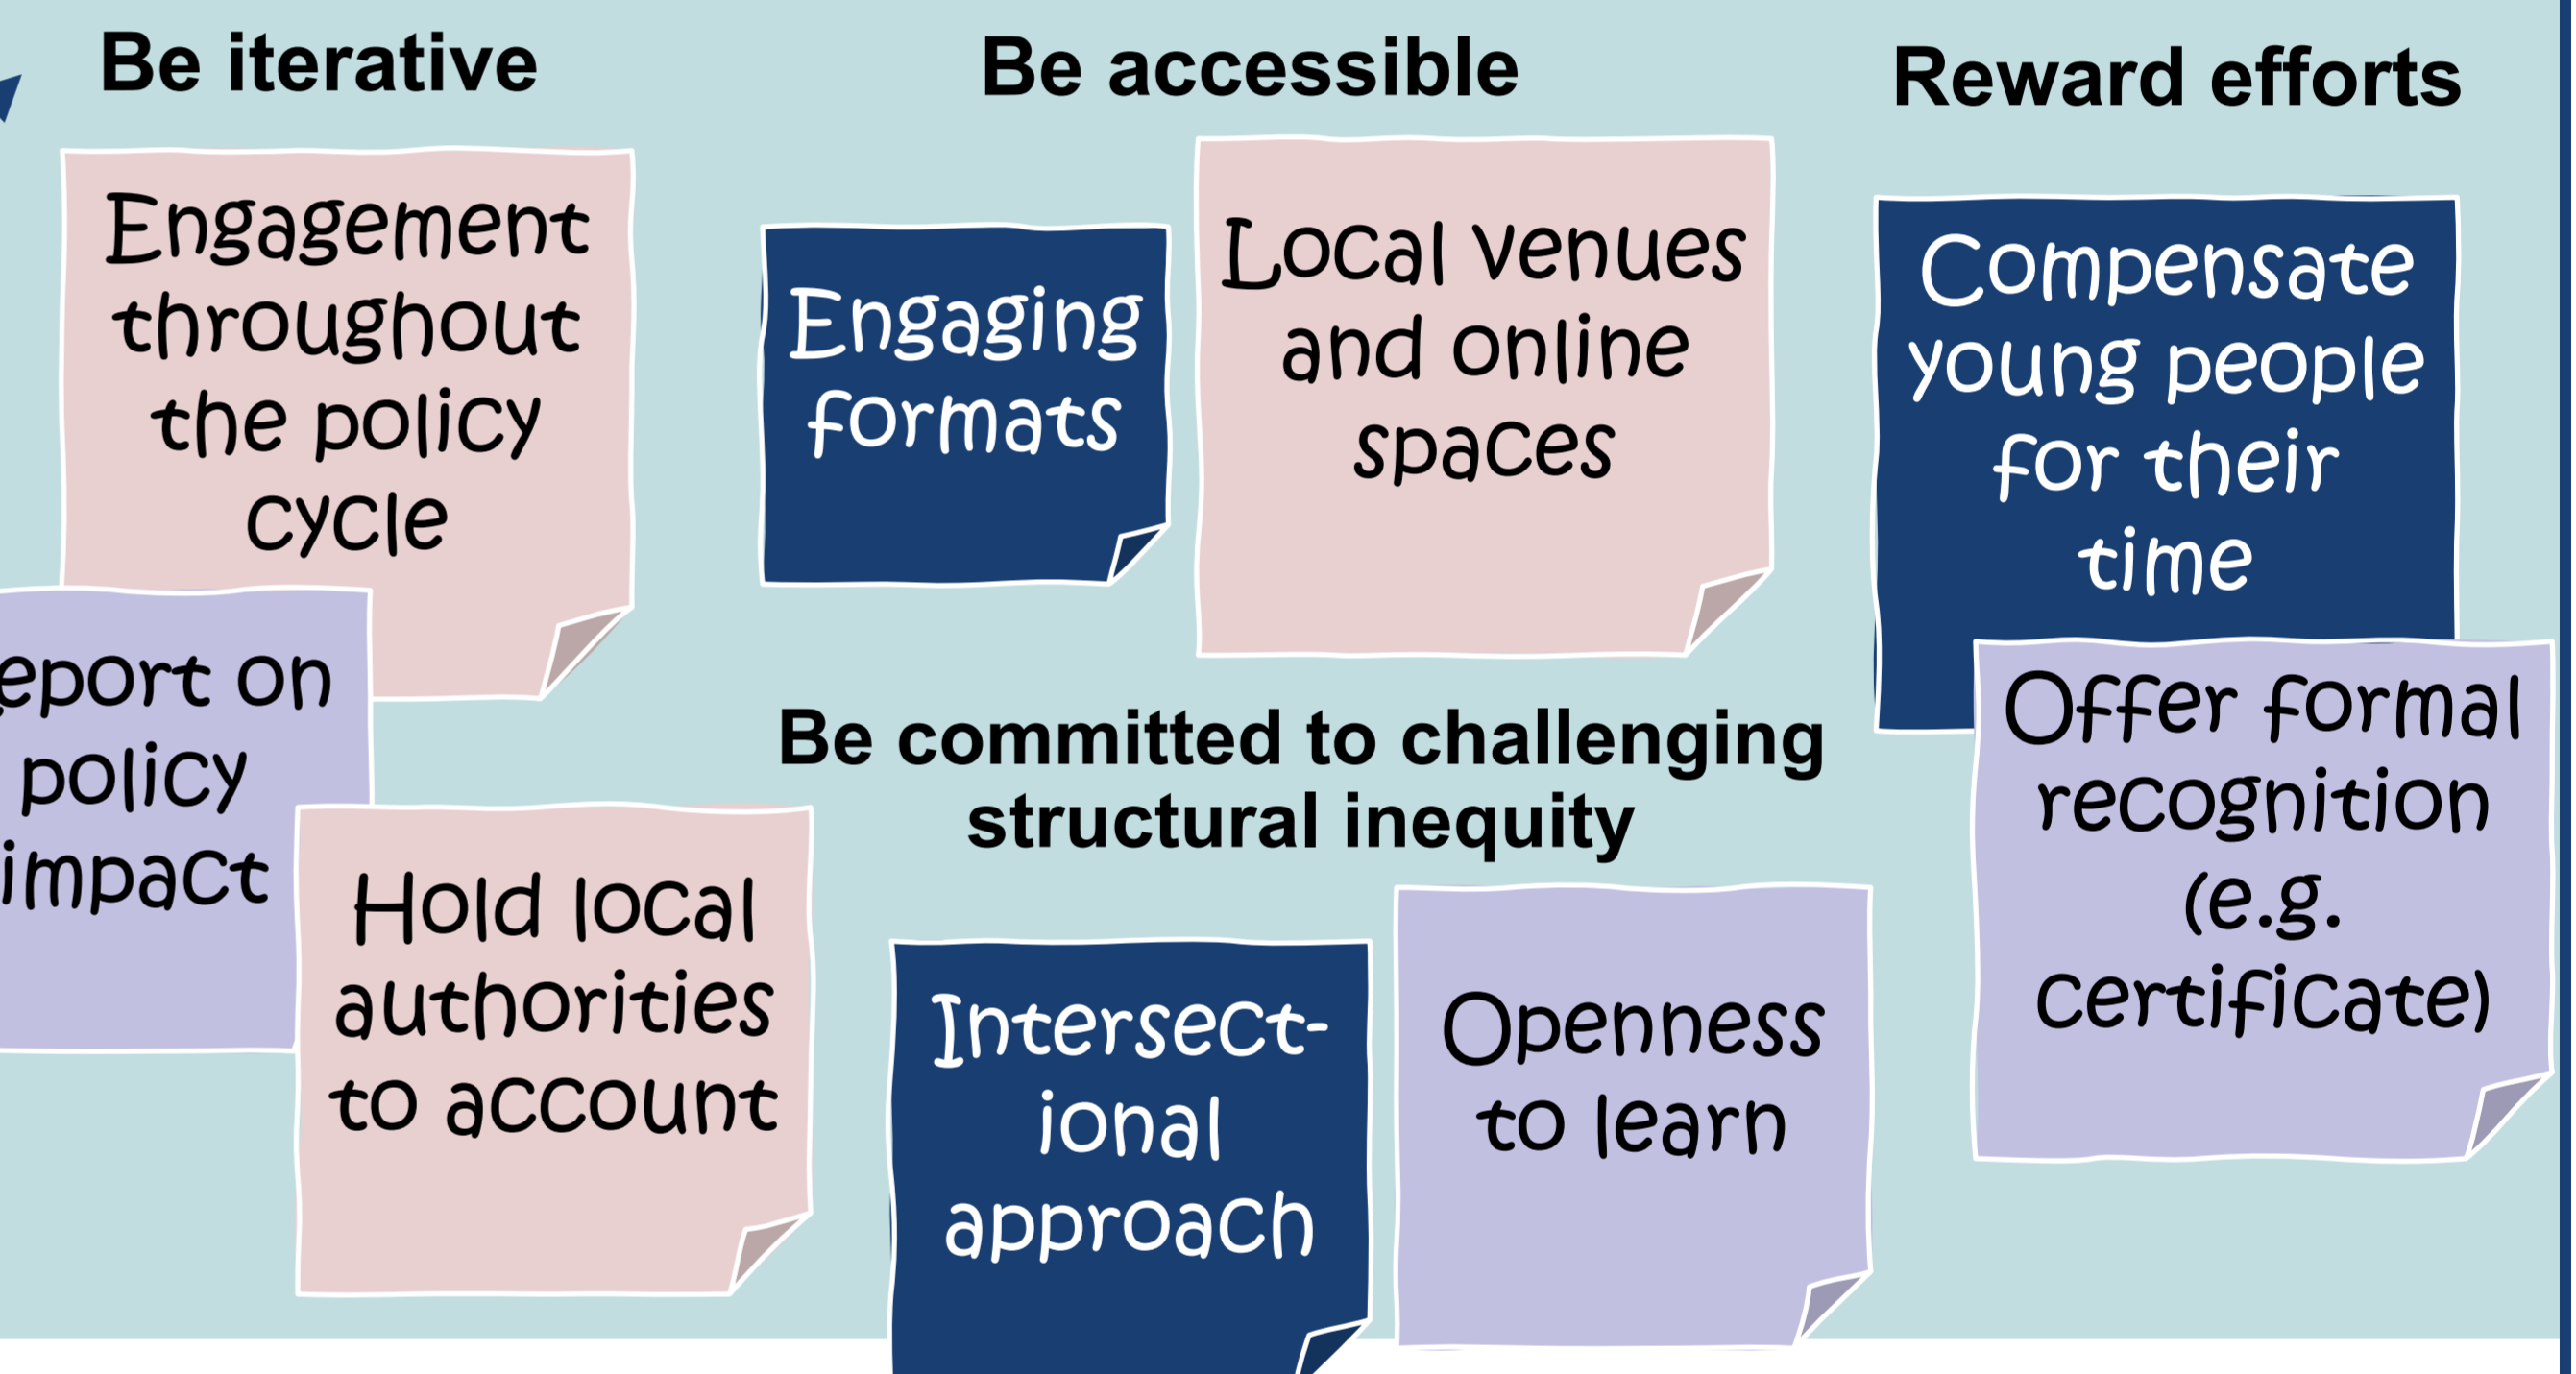 Be iterative
Engagement
throughout
the policy
cycle
eport on
policy
impact
Hold local
authorities
to account
Be accessible
Engaging
formats
Local venues
and online
spaces
Be committed to challenging
structural inequity
Intersect-
ional
approach
Openness
to learn
Reward efforts
Compensate
young people
for their
time
Offer formal
recognition
(e.g.
certificate)